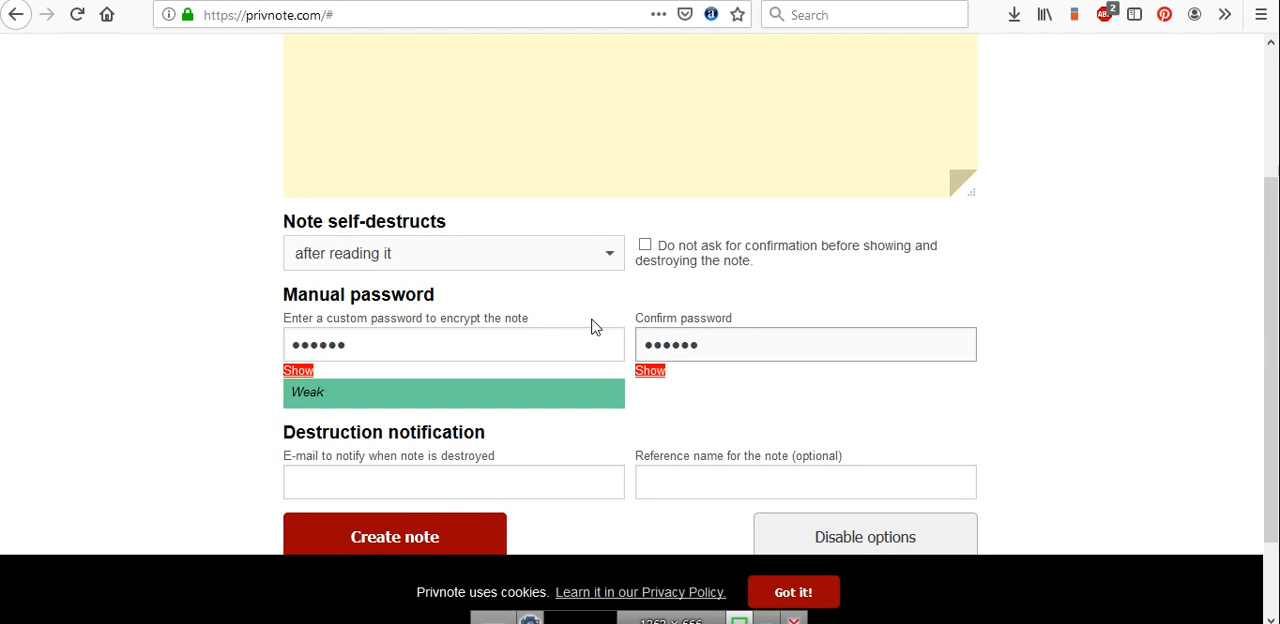 https://privnote.com/#
Search
2
Note self-destructs
after reading it
Do not ask for confirmation before showing and
destroying the note.
Manual password
Enter a custom password to encrypt the note
Confirm password
●●●●●●
●●●●●●
Show
Show
Weak
Destruction notification
E-mail to notify when note is destroyed
Reference name for the note (optional)
Create note
Disable options
Privnote uses cookies. Learn it in our Privacy Policy.
Got it!